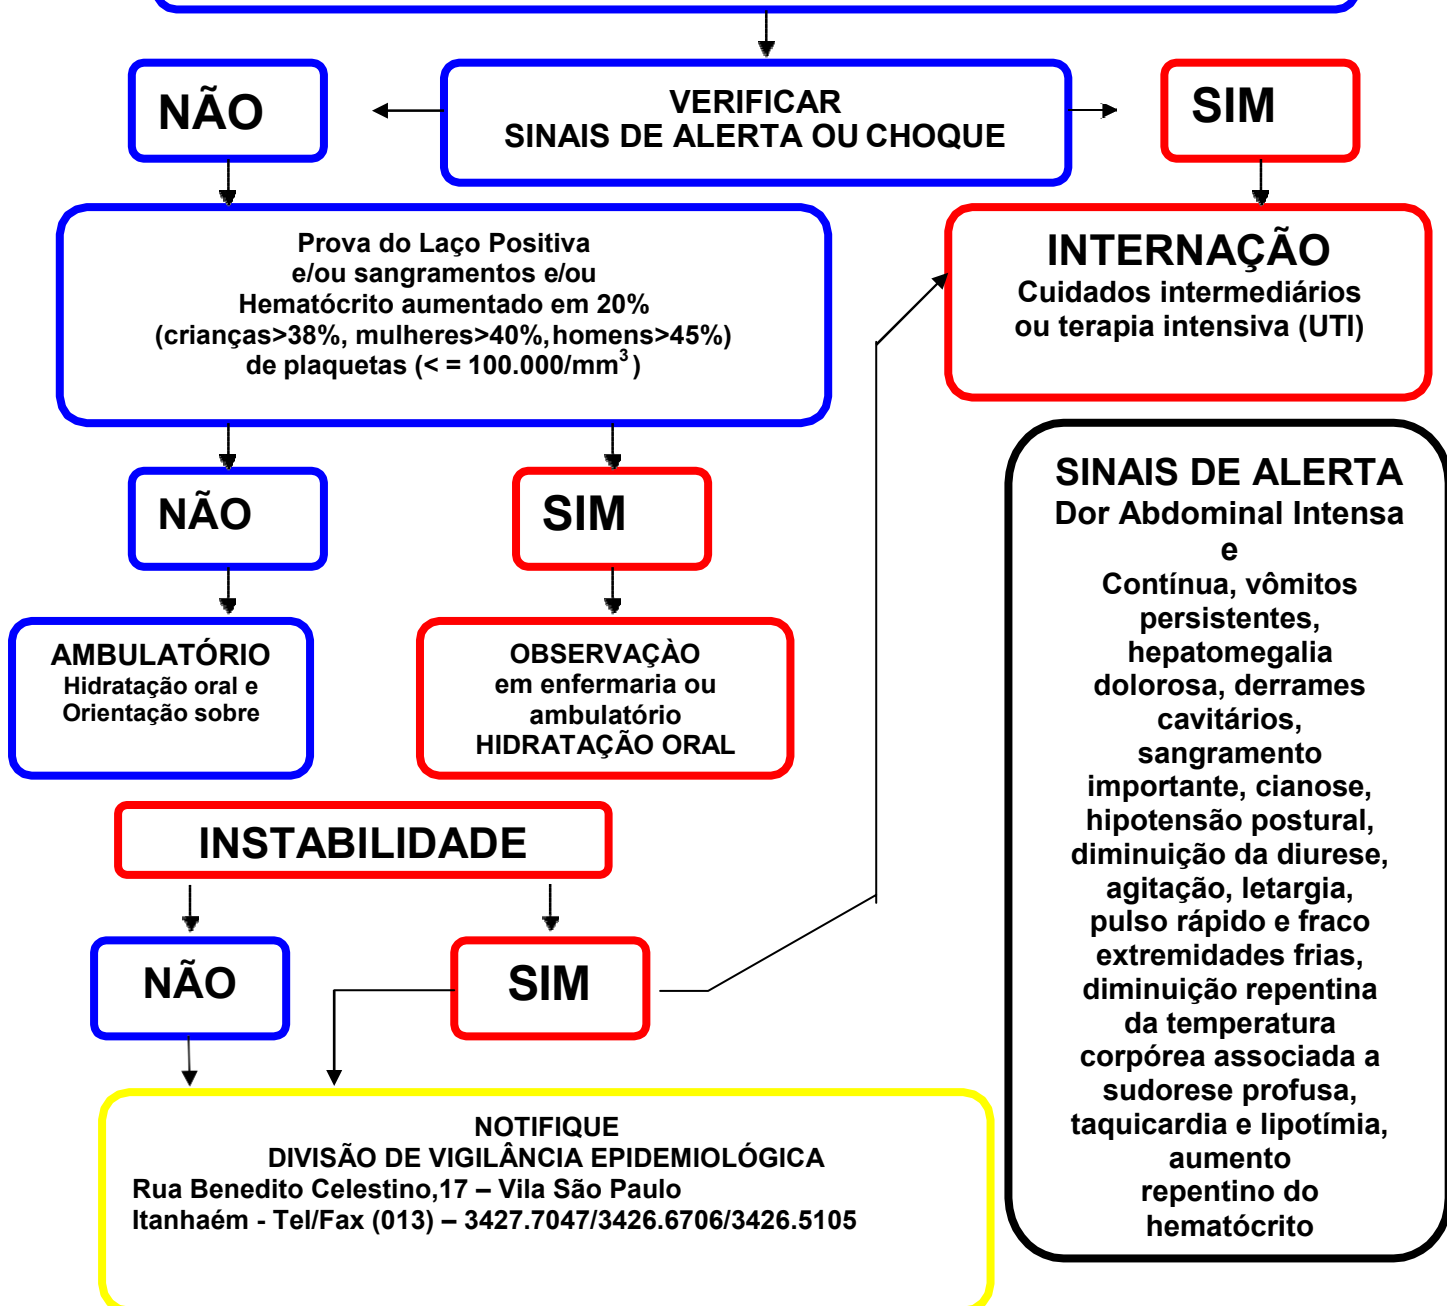 VERIFICAR
SINAIS DE ALERTA OU CHOQUE
NÃO
SIM
Prova do Laço Positiva
e/ou sangramentos e/ou
Hematócrito aumentado em 20%
(crianças>38%, mulheres>40%,homens>45%)
de plaquetas (< = 100.000/mm³)
INTERNAÇÃO
Cuidados intermediários
ou terapia intensiva (UTI)
NÃO
SIM
AMBULATÓRIO
Hidratação oral e
Orientação sobre
OBSERVAÇÀO
em enfermaria ou
ambulatório
HIDRATAÇÃO ORAL
INSTABILIDADE
NÃO
SIM
SINAIS DE ALERTA
Dor Abdominal Intensa
e
Contínua, vômitos
persistentes,
hepatomegalia
dolorosa, derrames
cavitários,
sangramento
importante, cianose,
hipotensão postural,
diminuição da diurese,
agitação, letargia,
pulso rápido e fraco
extremidades frias,
diminuição repentina
da temperatura
corpórea associada a
sudorese profusa,
taquicardia e lipotímia,
aumento
repentino do
hematócrito
NOTIFIQUE
DIVISÃO DE VIGILÂNCIA EPIDEMIOLÓGICA
Rua Benedito Celestino,17 – Vila São Paulo
Itanhaém - Tel/Fax (013) – 3427.7047/3426.6706/3426.5105